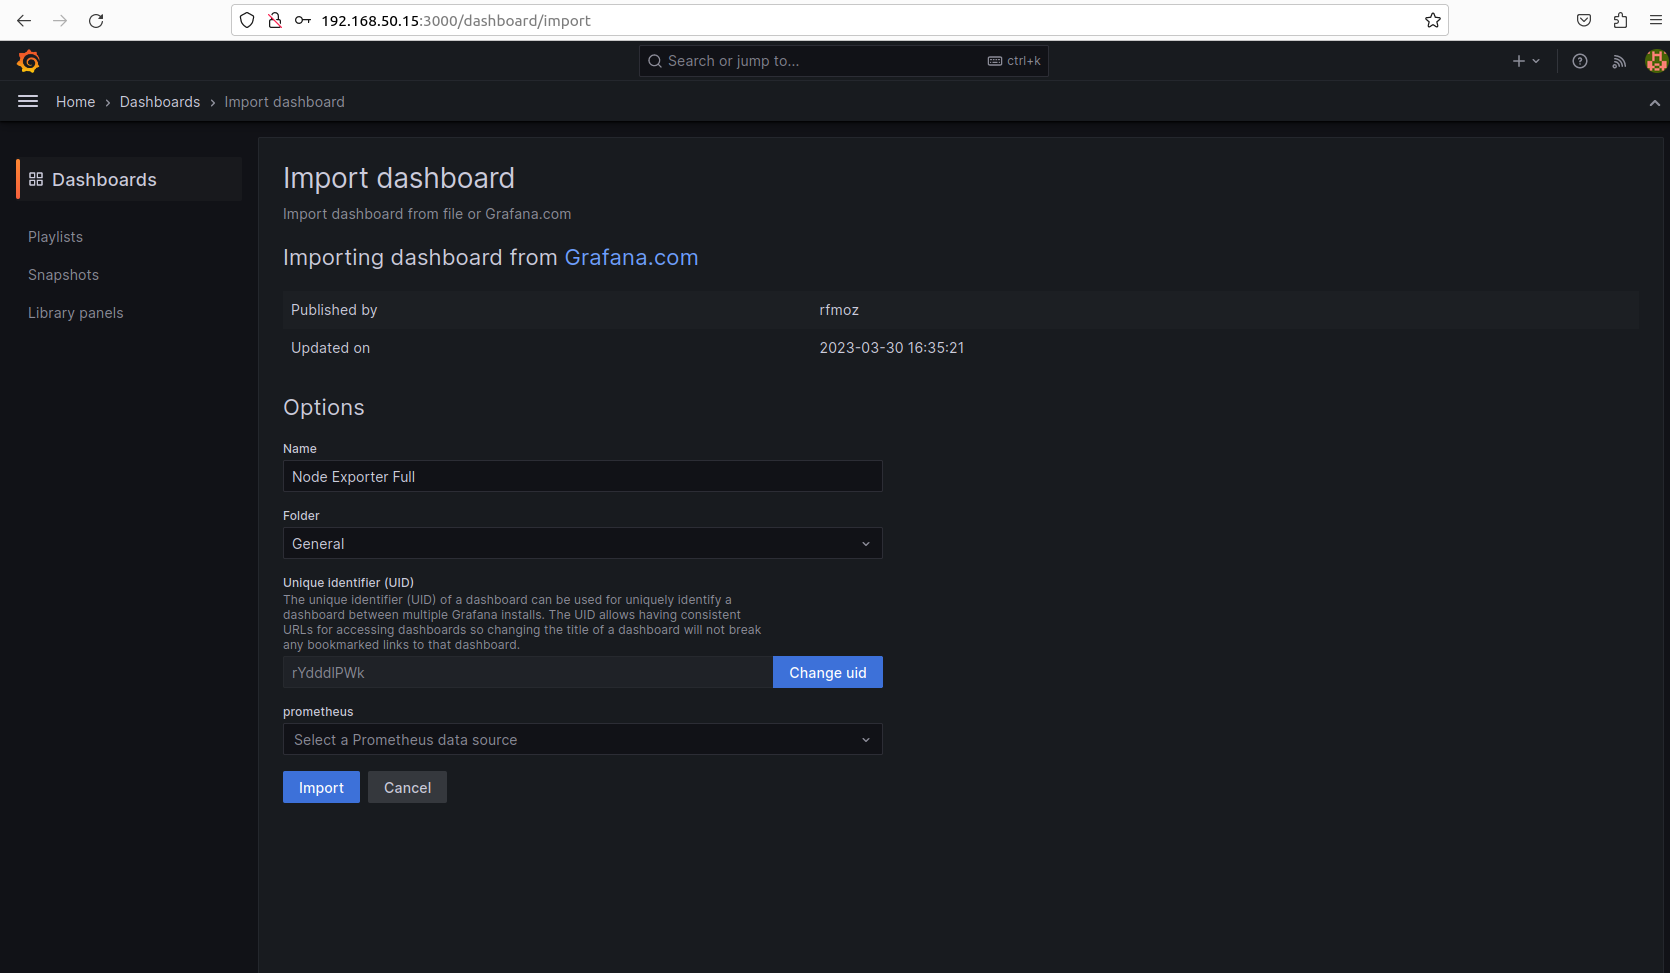 192.168.50.15:3000/dashboard/import
Search or jump to...
ctrl+k
Home › Dashboards › Import dashboard
Dashboards
Playlists
Snapshots
Library panels
Import dashboard
Import dashboard from file or Grafana.com
Importing dashboard from Grafana.com
Published by rfmoz
Updated on 2023-03-30 16:35:21
Options
Name
Node Exporter Full
Folder
General
Unique identifier (UID)
The unique identifier (UID) of a dashboard can be used for uniquely identify a
dashboard between multiple Grafana installs. The UID allows having consistent
URLs for accessing dashboards so changing the title of a dashboard will not break
any bookmarked links to that dashboard.
rYdddlPWk
Change uid
prometheus
Select a Prometheus data source
Import
Cancel